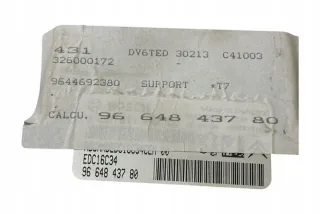 431 DV6TED 30213 C41003
326000172
9644692380 SUPPORT *T7
CALCU. 96 648 437 80
EDC16C34
96 648 437 80